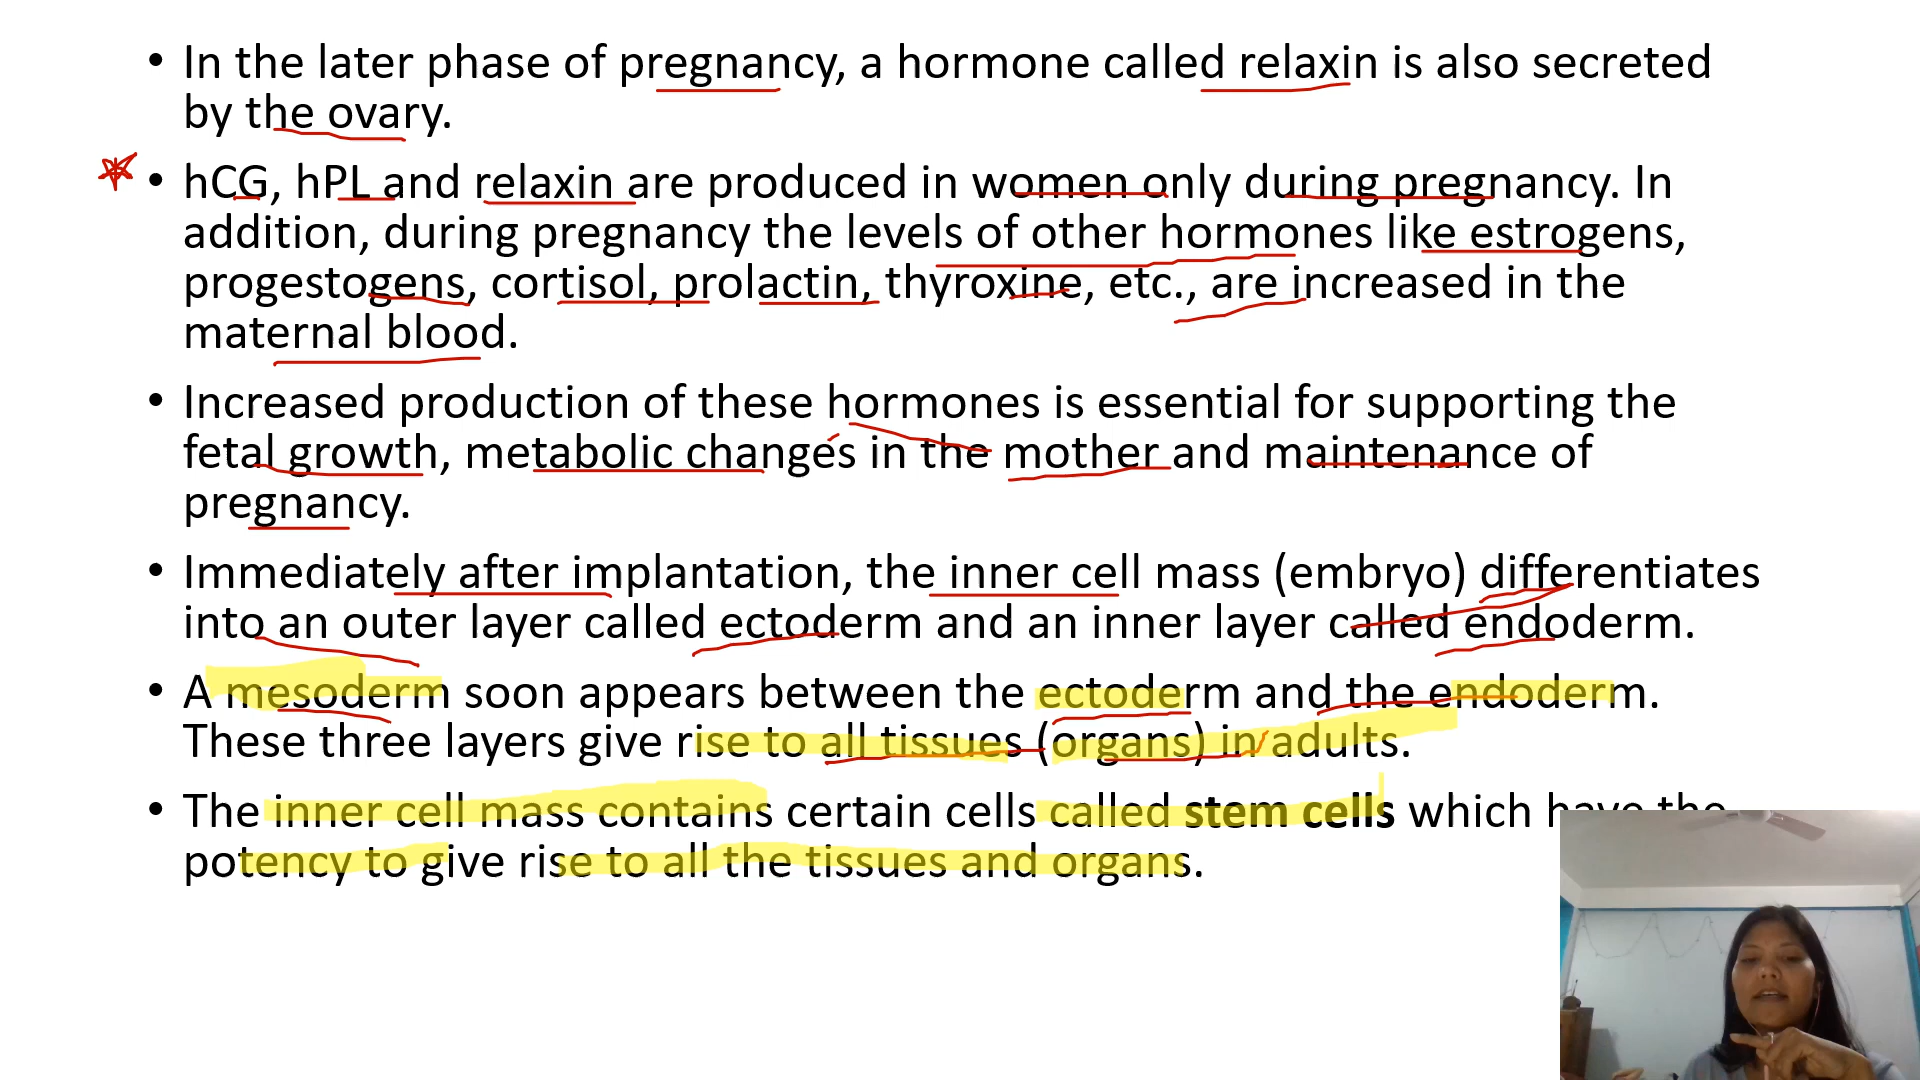 • In the later phase of pregnancy, a hormone called relaxin is also secreted
by the ovary.
• hCG, hPL and relaxin are produced in women only during pregnancy. In
addition, during pregnancy the levels of other hormones like estrogens,
progestogens, cortisol, prolactin, thyroxine, etc., are increased in the
maternal blood.
• Increased production of these hormones is essential for supporting the
fetal growth, metabolic changes in the mother and maintenance of
pregnancy.
• Immediately after implantation, the inner cell mass (embryo) differentiates
into an outer layer called ectoderm and an inner layer called endoderm.
• A mesoderm soon appears between the ectoderm and the endoderm.
These three layers give rise to all tissues (organs) in adults.
• The inner cell mass contains certain cells called stem cells which have the
potency to give rise to all the tissues and organs.